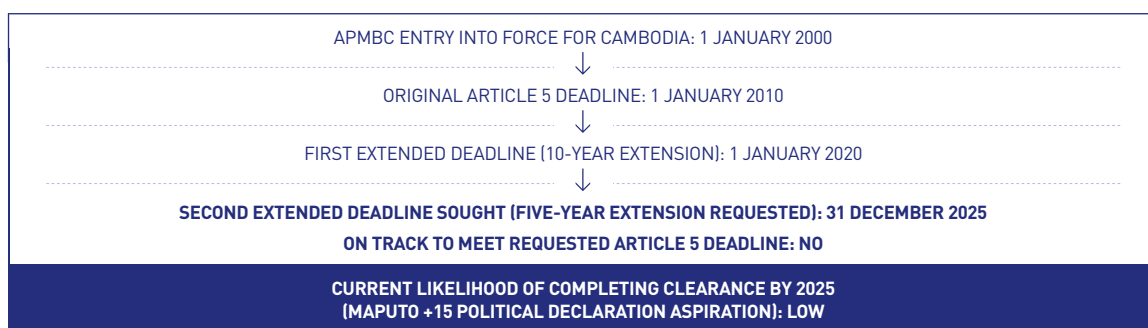 APMBC ENTRY INTO FORCE FOR CAMBODIA: 1 JANUARY 2000
ORIGINAL ARTICLE 5 DEADLINE: 1 JANUARY 2010
FIRST EXTENDED DEADLINE (10-YEAR EXTENSION): 1 JANUARY 2020
SECOND EXTENDED DEADLINE SOUGHT (FIVE-YEAR EXTENSION REQUESTED): 31 DECEMBER 2025
ON TRACK TO MEET REQUESTED ARTICLE 5 DEADLINE: NO
CURRENT LIKELIHOOD OF COMPLETING CLEARANCE BY 2025
(MAPUTO +15 POLITICAL DECLARATION ASPIRATION): LOW